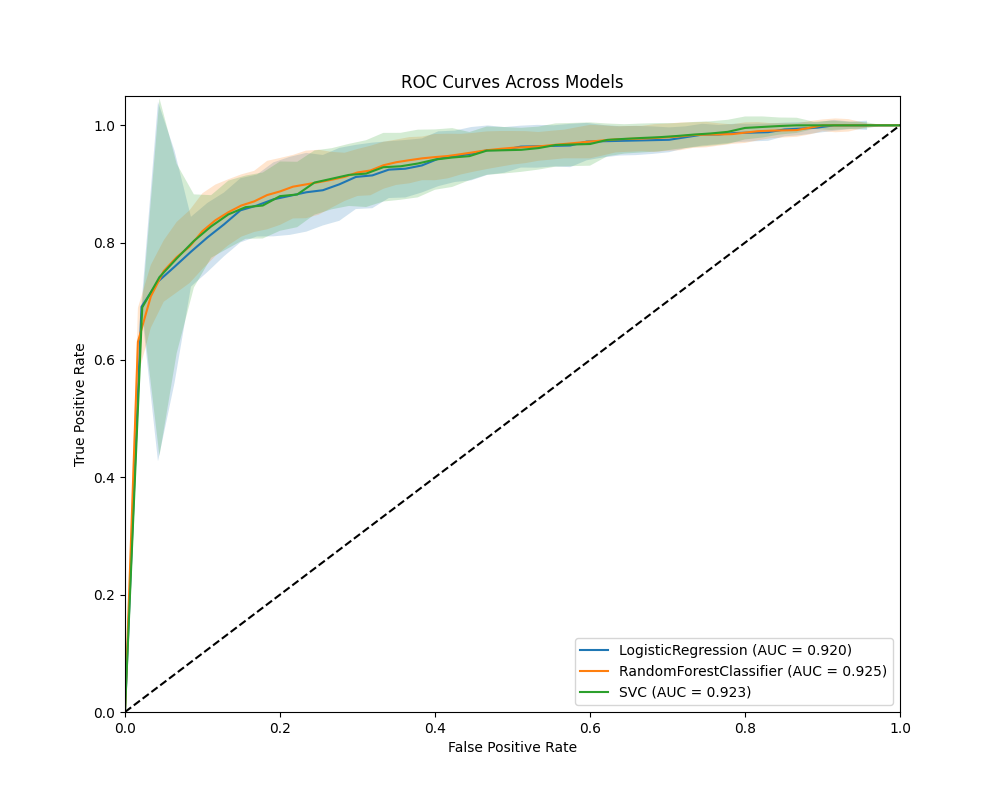 ROC Curves Across Models
1.0
0.8
0.6
0.4
0.2
0.0
True Positive Rate
0.0 0.2 0.4 0.6 0.8 1.0
False Positive Rate
LogisticRegression (AUC = 0.920)
RandomForestClassifier (AUC = 0.925)
SVC (AUC = 0.923)